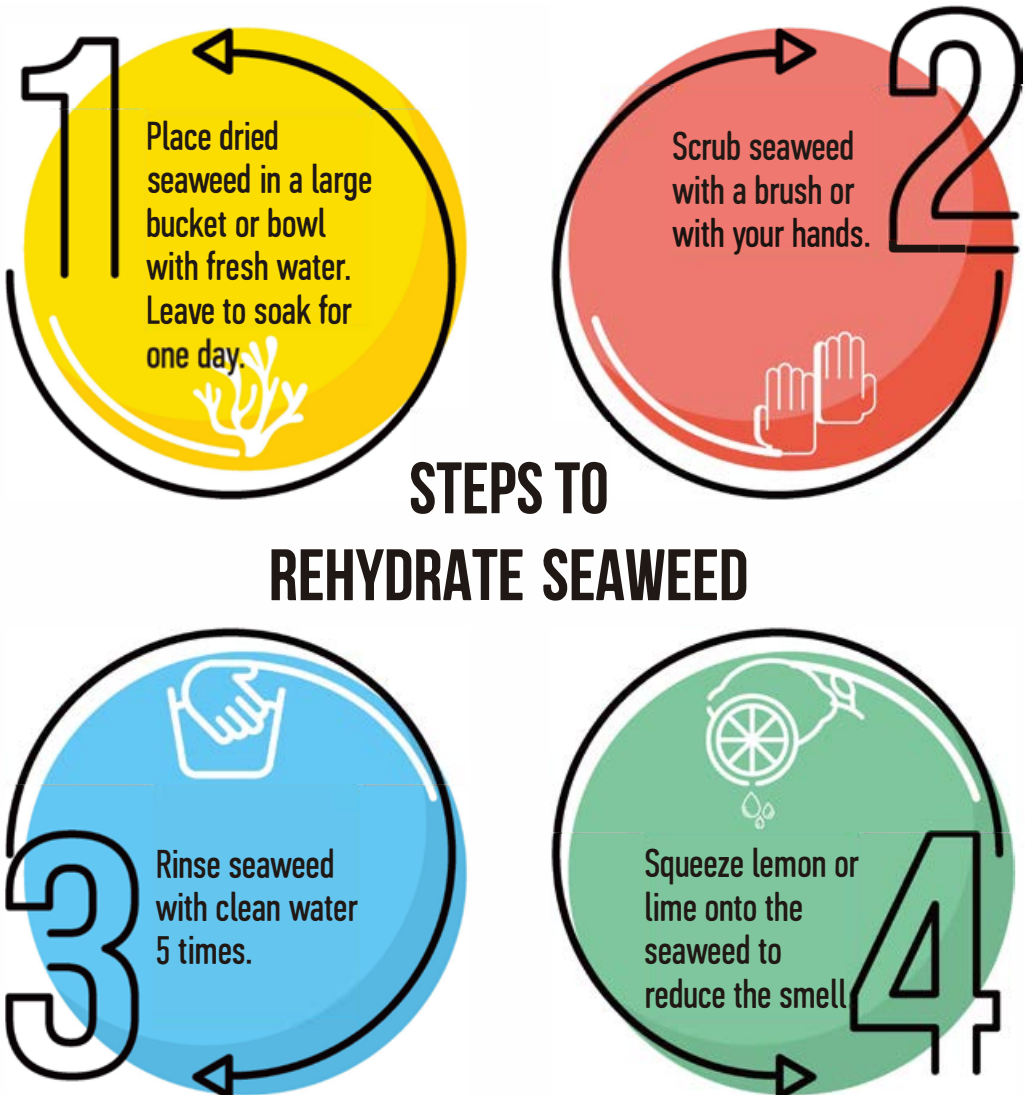 1
Place dried
seaweed in a large
bucket or bowl
with fresh water.
Leave to soak for
one day.
2
Scrub seaweed
with a brush or
with your hands.
STEPS TO
REHYDRATE SEAWEED
3
Rinse seaweed
with clean water
5 times.
4
Squeeze lemon or
lime onto the
seaweed to
reduce the smell